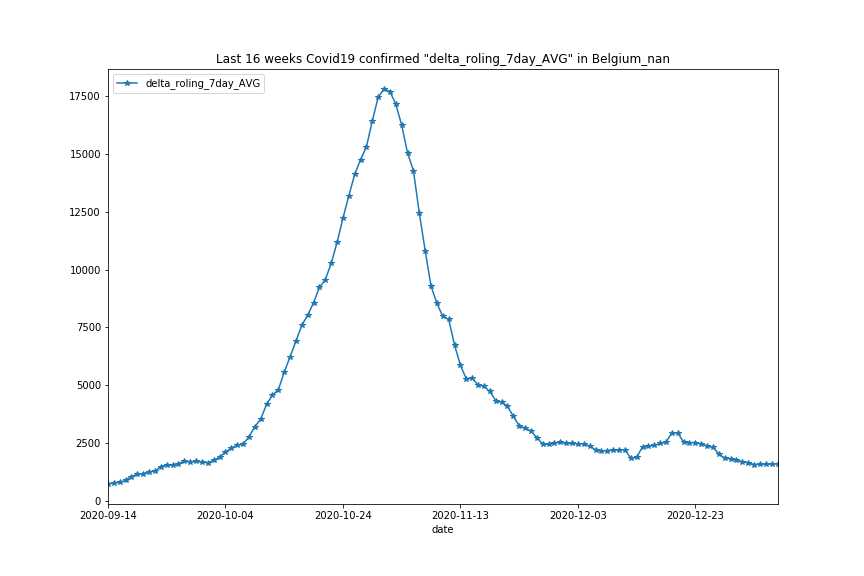 Last 16 weeks Covid19 confirmed "delta_roling_7day_AVG" in Belgium_nan
delta_roling_7day_AVG
17500
15000
12500
10000
7500
5000
2500
0
2020-09-14 2020-10-04 2020-10-24 2020-11-13 2020-12-03 2020-12-23
date